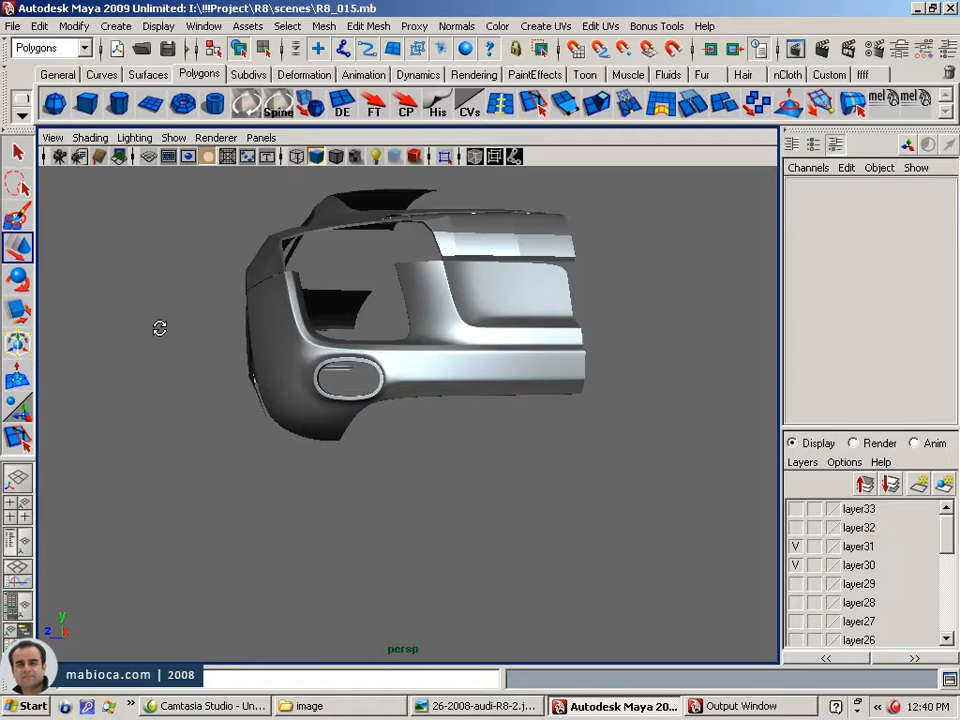 Autodesk Maya 2009 Unlimited: I:\!!!Project\R8\scenes\R8_015.mb
File Edit Modify Create Display Window Assets Select Mesh Edit Mesh Proxy Normals Color Create UVs Edit UVs Bonus Tools Help
Polygons
General Curves Surfaces Polygons Subdivs Deformation Animation Dynamics Rendering PaintEffects Toon Muscle Fluids Fur Hair nCloth Custom ffff
Spine DE FT CP His CVs mel mel
View Shading Lighting Show Renderer Panels
Channels Edit Object Show
Display Render Anim
Layers Options Help
layer33
layer32
V layer31
V layer30
layer29
layer28
layer27
layer26
y
z x
persp
mabioca.com | 2008
<< >>
Start Camtasia Studio - Un... image 26-2008-audi-R8-2.j... Autodesk Maya 20... Output Window 12:40 PM